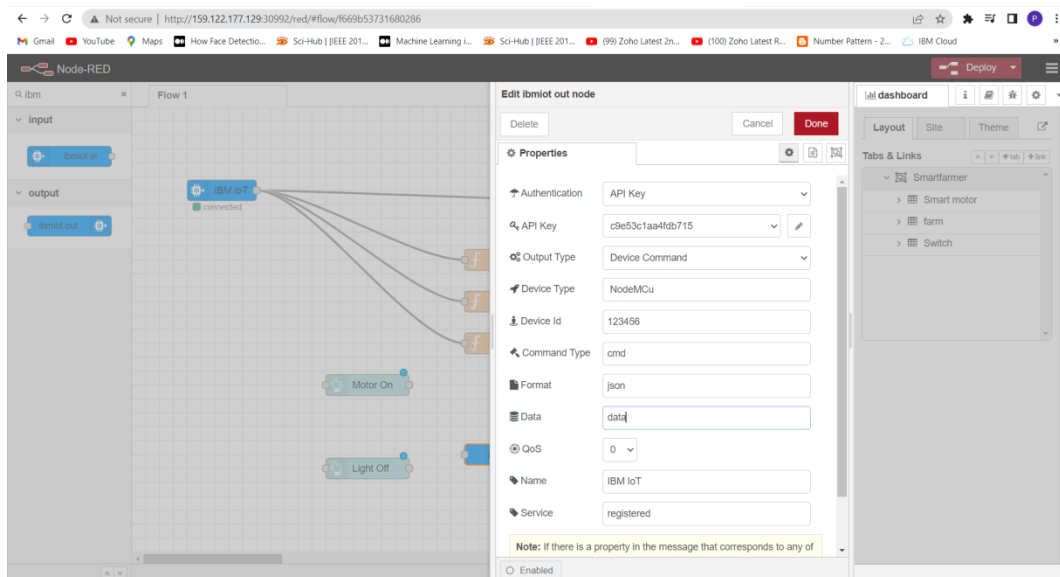 Not secure | http://159.122.177.129:30992/red/#flow/f669b53731680286
Gmail YouTube Maps How Face Detectio... Sci-Hub | [IEEE 201... Machine Learning i... Sci-Hub | [IEEE 201... (99) Zoho Latest 2n... (100) Zoho Latest R... Number Pattern - 2... IBM Cloud »
Node-RED Deploy
ibm
Flow 1
Edit ibmiot out node
dashboard
Delete Cancel Done
Layout Site Theme
input
ibmiot in
output
ibmiot out
IBM IoT
connected
Motor On
Light Off
Properties
Authentication API Key
API Key c9e53c1aa4fdb715
Output Type Device Command
Device Type NodeMCu
Device Id 123456
Command Type cmd
Format json
Data data
QoS 0
Name IBM IoT
Service registered
Note: If there is a property in the message that corresponds to any of
Enabled
Tabs & Links +tab +link
Smartfarmer
Smart motor
farm
Switch